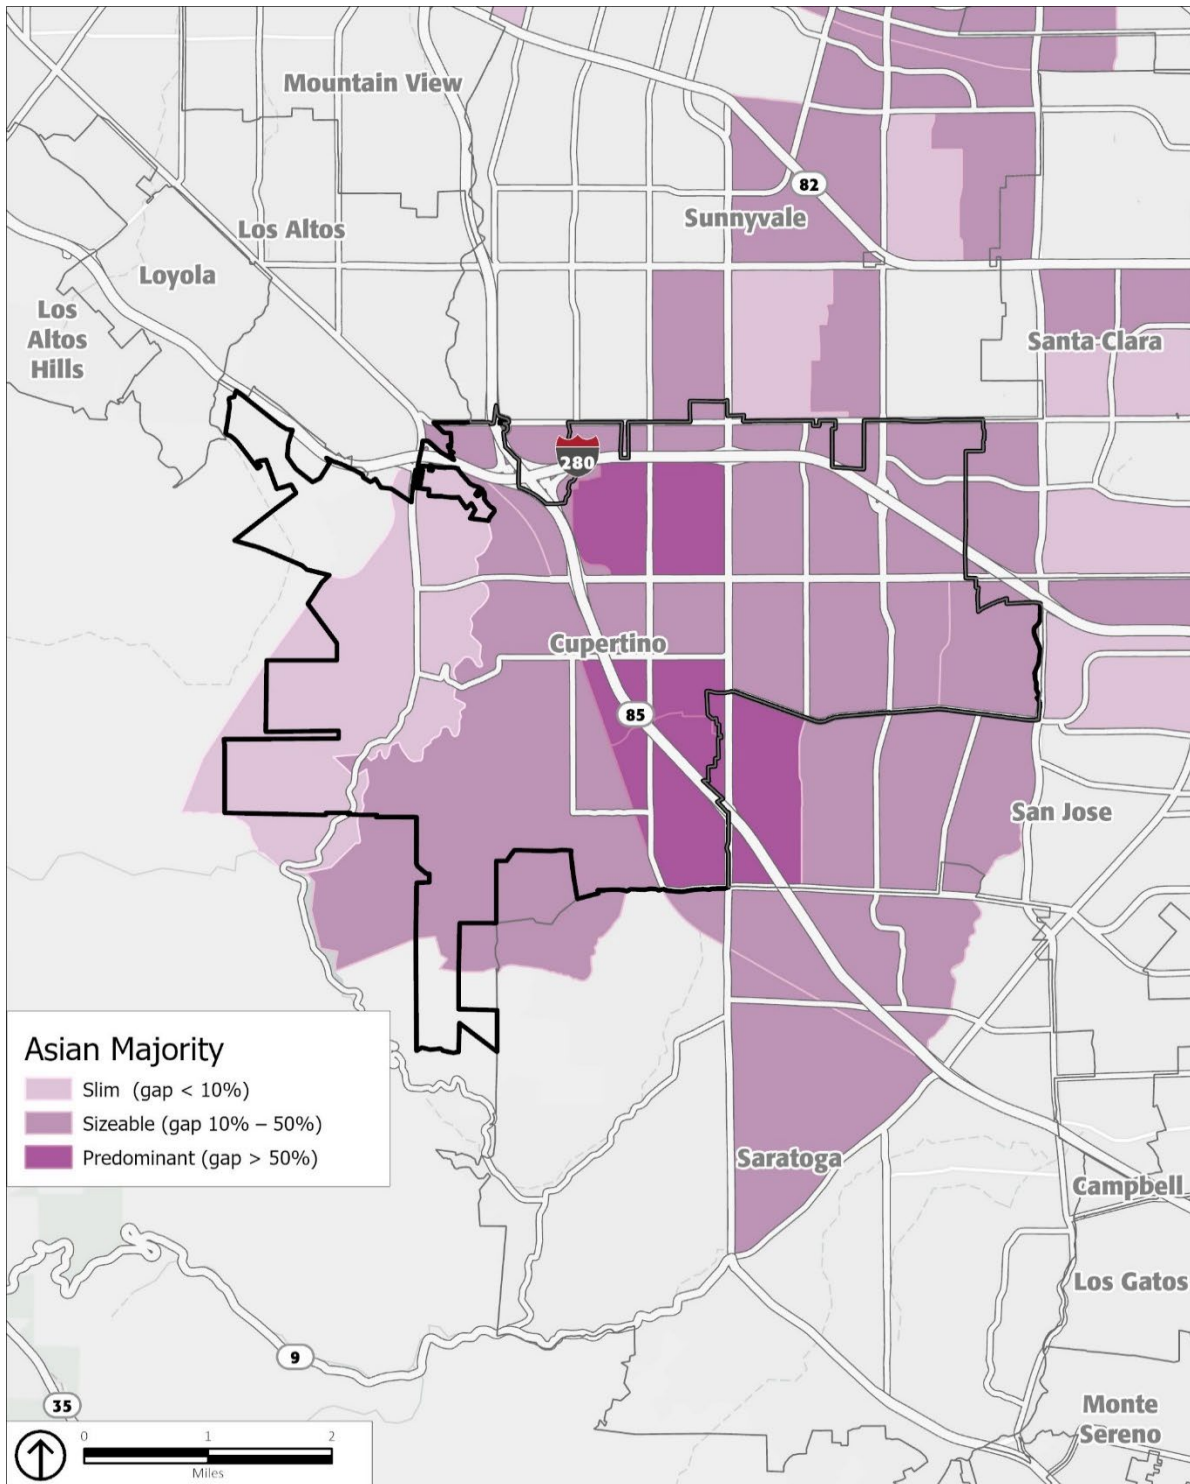 Mountain View
82
Sunnyvale
Los Altos
Loyola
Los
Altos
Hills
Santa Clara
280
Cupertino
85
San Jose
Asian Majority
Slim (gap < 10%)
Sizeable (gap 10% – 50%)
Predominant (gap > 50%)
Saratoga
Campbell
Los Gatos
9
35
Monte
Sereno
0 1 2
Miles